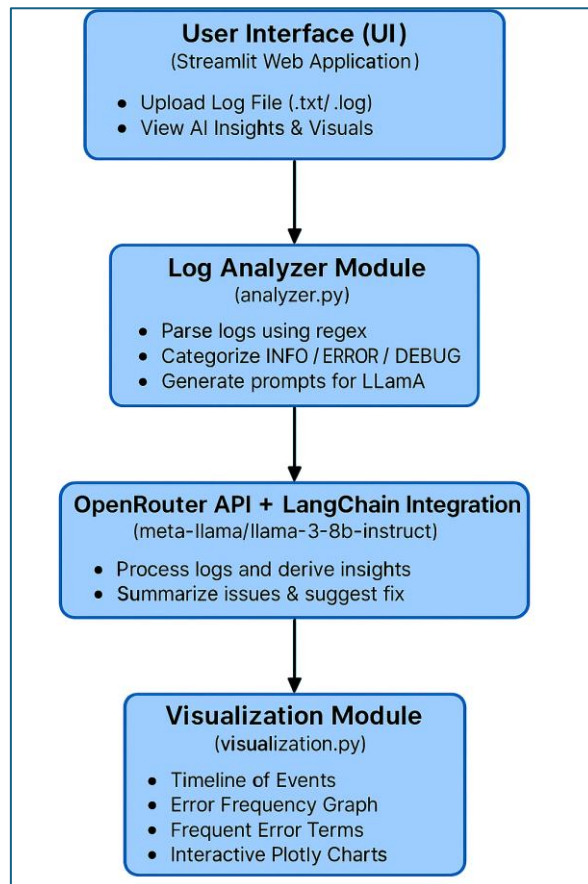 User Interface (UI)
(Streamlit Web Application)
• Upload Log File (.txt/ .log)
• View AI Insights & Visuals
Log Analyzer Module
(analyzer.py)
• Parse logs using regex
• Categorize INFO / ERROR / DEBUG
• Generate prompts for LLamA
OpenRouter API + LangChain Integration
(meta-llama/llama-3-8b-instruct)
• Process logs and derive insights
• Summarize issues & suggest fix
Visualization Module
(visualization.py)
• Timeline of Events
• Error Frequency Graph
• Frequent Error Terms
• Interactive Plotly Charts